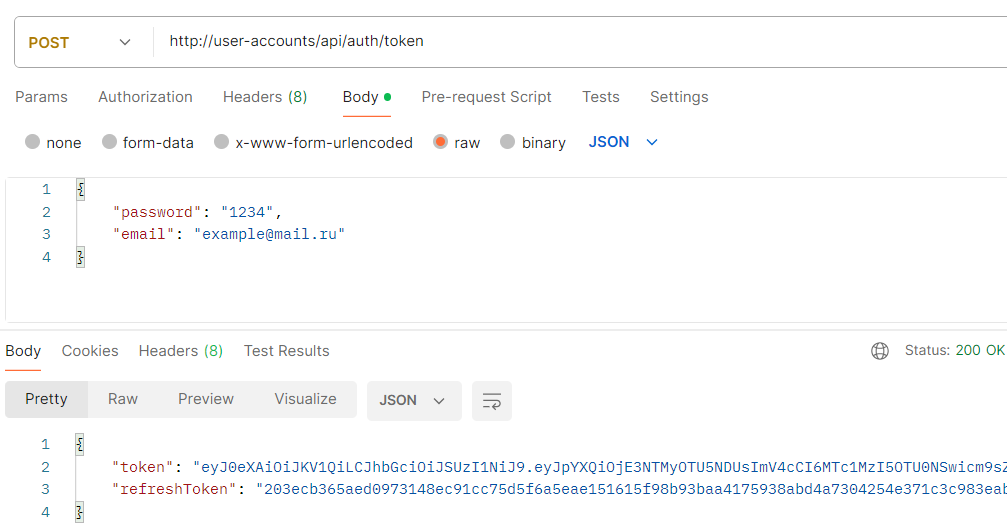 POST http://user-accounts/api/auth/token
Params Authorization Headers (8) Body Pre-request Script Tests Settings
none form-data x-www-form-urlencoded raw binary JSON
1 {
2 "password": "1234",
3 "email": "example@mail.ru"
4 }
Body Cookies Headers (8) Test Results Status: 200 OK
Pretty Raw Preview Visualize JSON
1 {
2 "token": "eyJ0eXAiOiJKV1QiLCJhbGciOiJSUzI1NiJ9.eyJpYXQiOjE3NTMyOTU5NDUsImV4cCI6MTc1MzI5OTU0NSwicm9sZ
3 "refreshToken": "203ecb365aed0973148ec91cc75d5f6a5eae151615f98b93baa4175938abd4a7304254e371c3c983eab
4 }